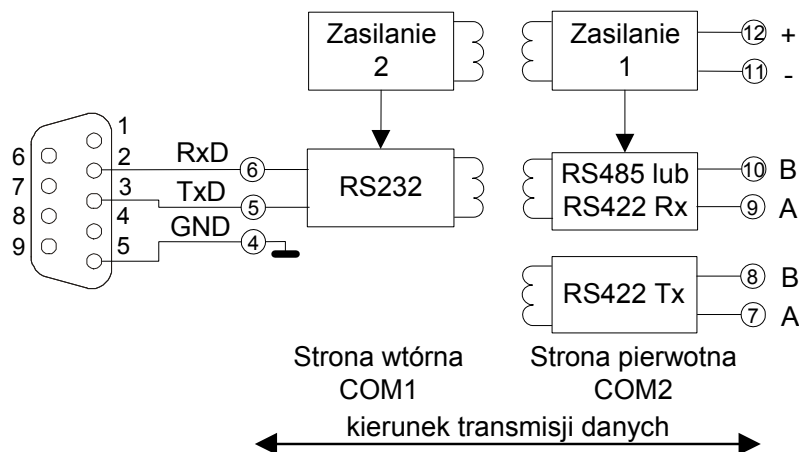 Zasilanie
2
Zasilanie
1
12 +
11 -
1
6
2
RxD
6
7
3
TxD
5
8
4
GND
4
9
5
RS232
RS485 lub
RS422 Rx
10 B
9 A
RS422 Tx
8 B
7 A
Strona wtórna
COM1
Strona pierwotna
COM2
kierunek transmisji danych